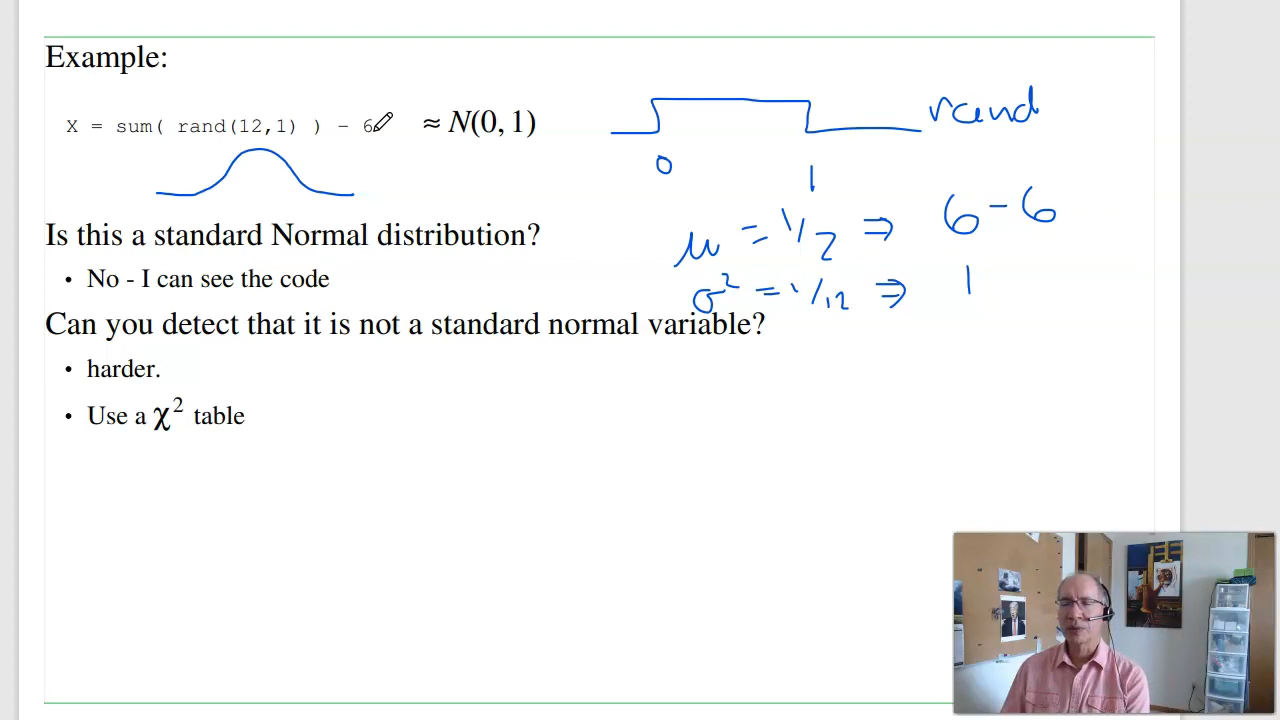 Example:
X = sum( rand(12,1) ) - 6 ≈ N(0, 1)
rand
0 1
μ = 1/2 ⇒ 6 - 6
Is this a standard Normal distribution?
• No - I can see the code
σ² = 1/12 ⇒ 1
Can you detect that it is not a standard normal variable?
• harder.
• Use a χ² table